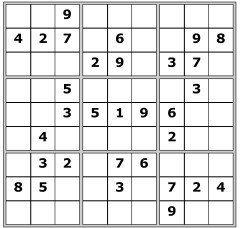 9
4 2 7 6 9 8
2 9 3 7
5 3
3 5 1 9 6
4 2
3 2 7 6
8 5 3 7 2 4
9